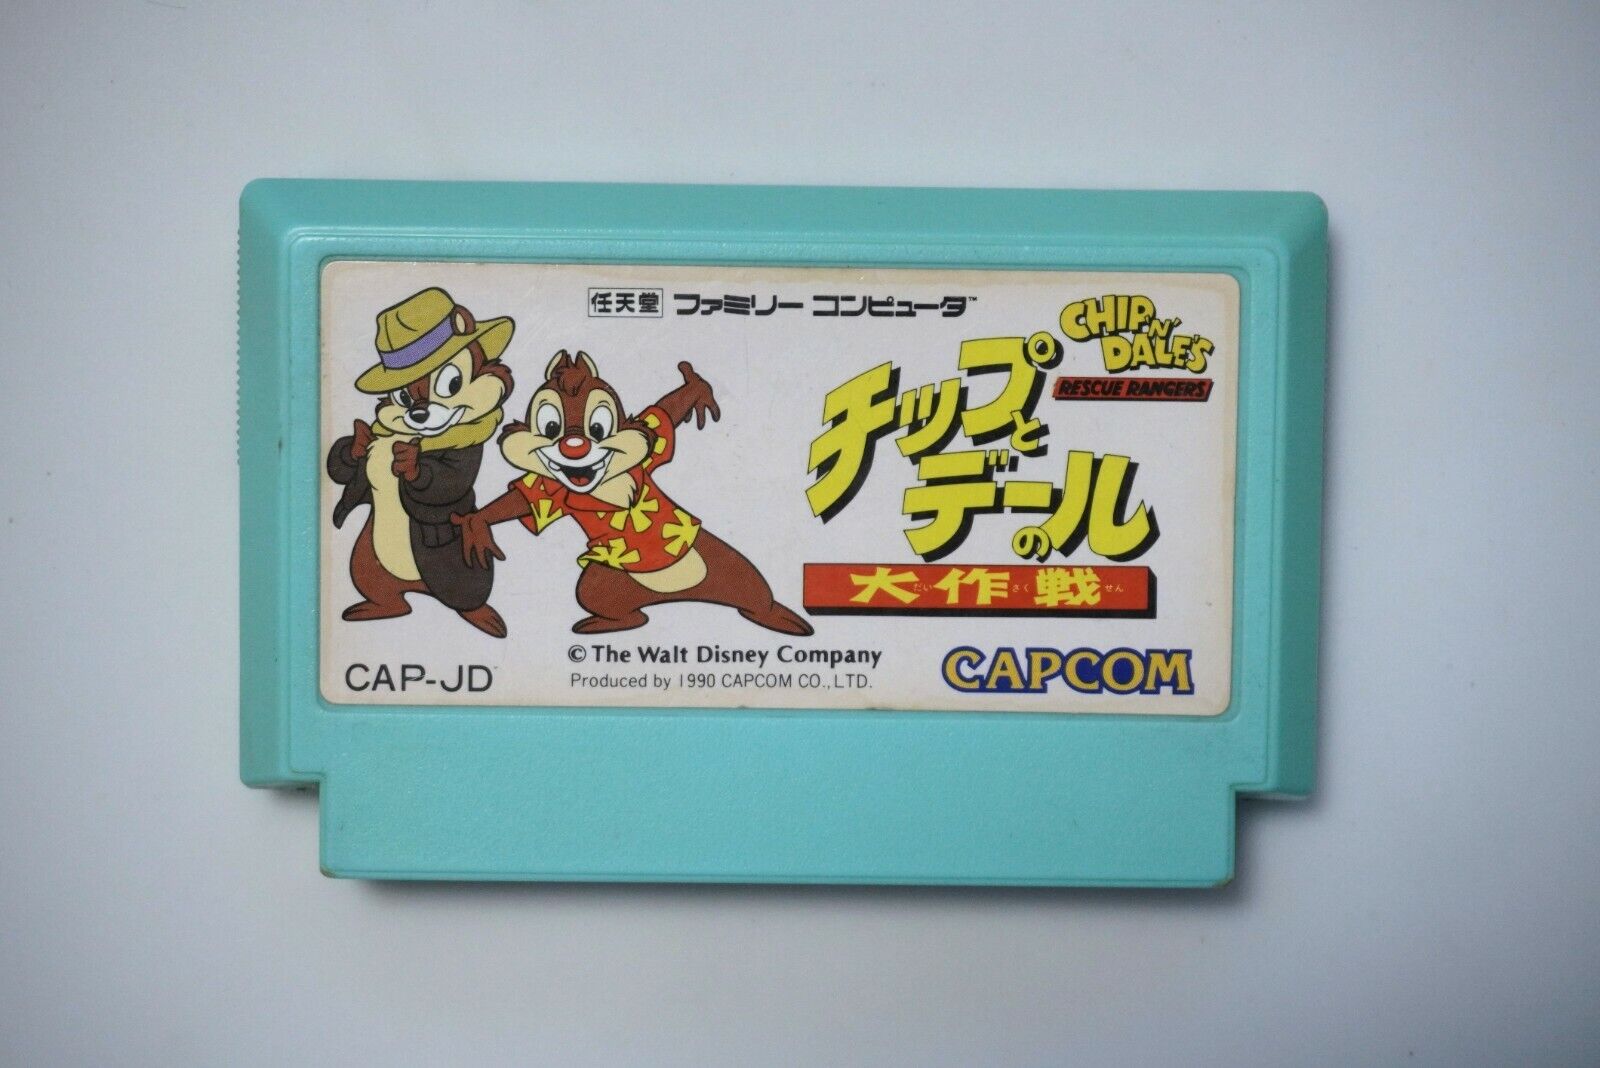 任天堂 ファミリー コンピュータ™
CHIP 'N' DALE'S
RESCUE RANGERS
チップと
デールの
大作戦
だい さく せん
© The Walt Disney Company
Produced by 1990 CAPCOM CO., LTD.
CAP-JD
CAPCOM